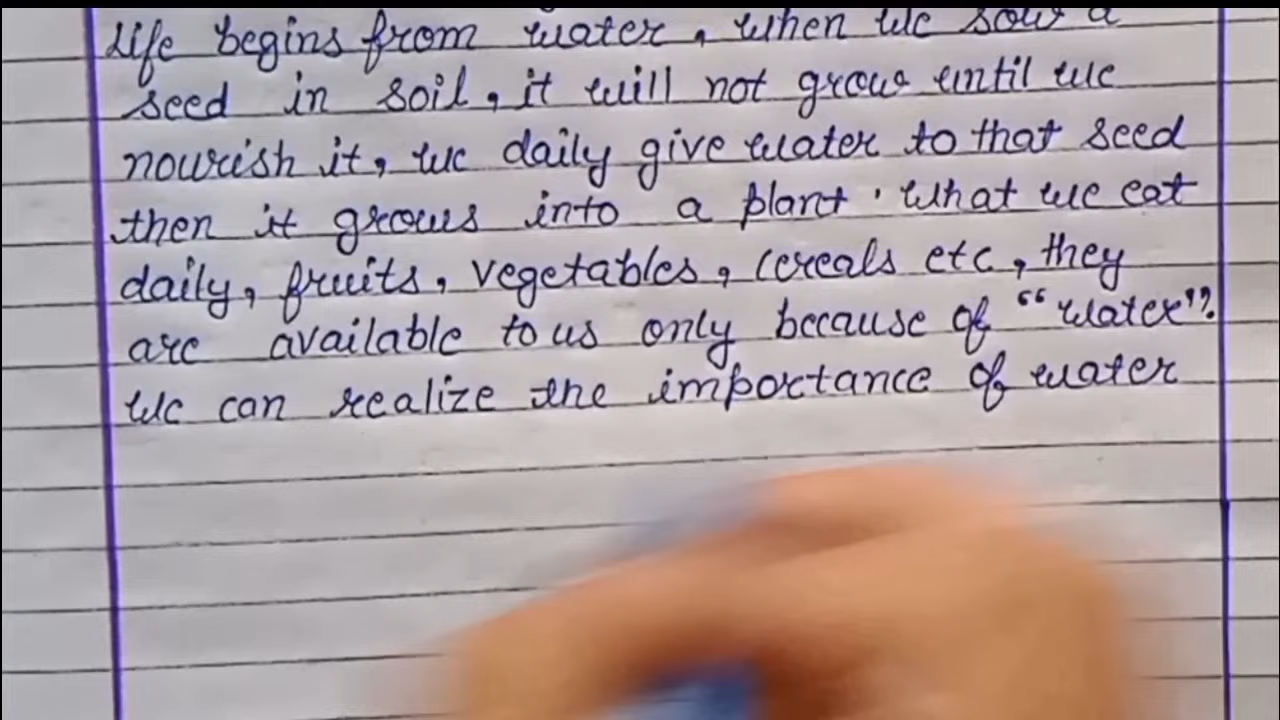 Life begins from water, when we sow a
seed in soil, it will not grow until we
nourish it, we daily give water to that seed
then it grows into a plant. What we eat
daily, fruits, vegetables, cereals etc, they
are available to us only because of "water".
we can realize the importance of water